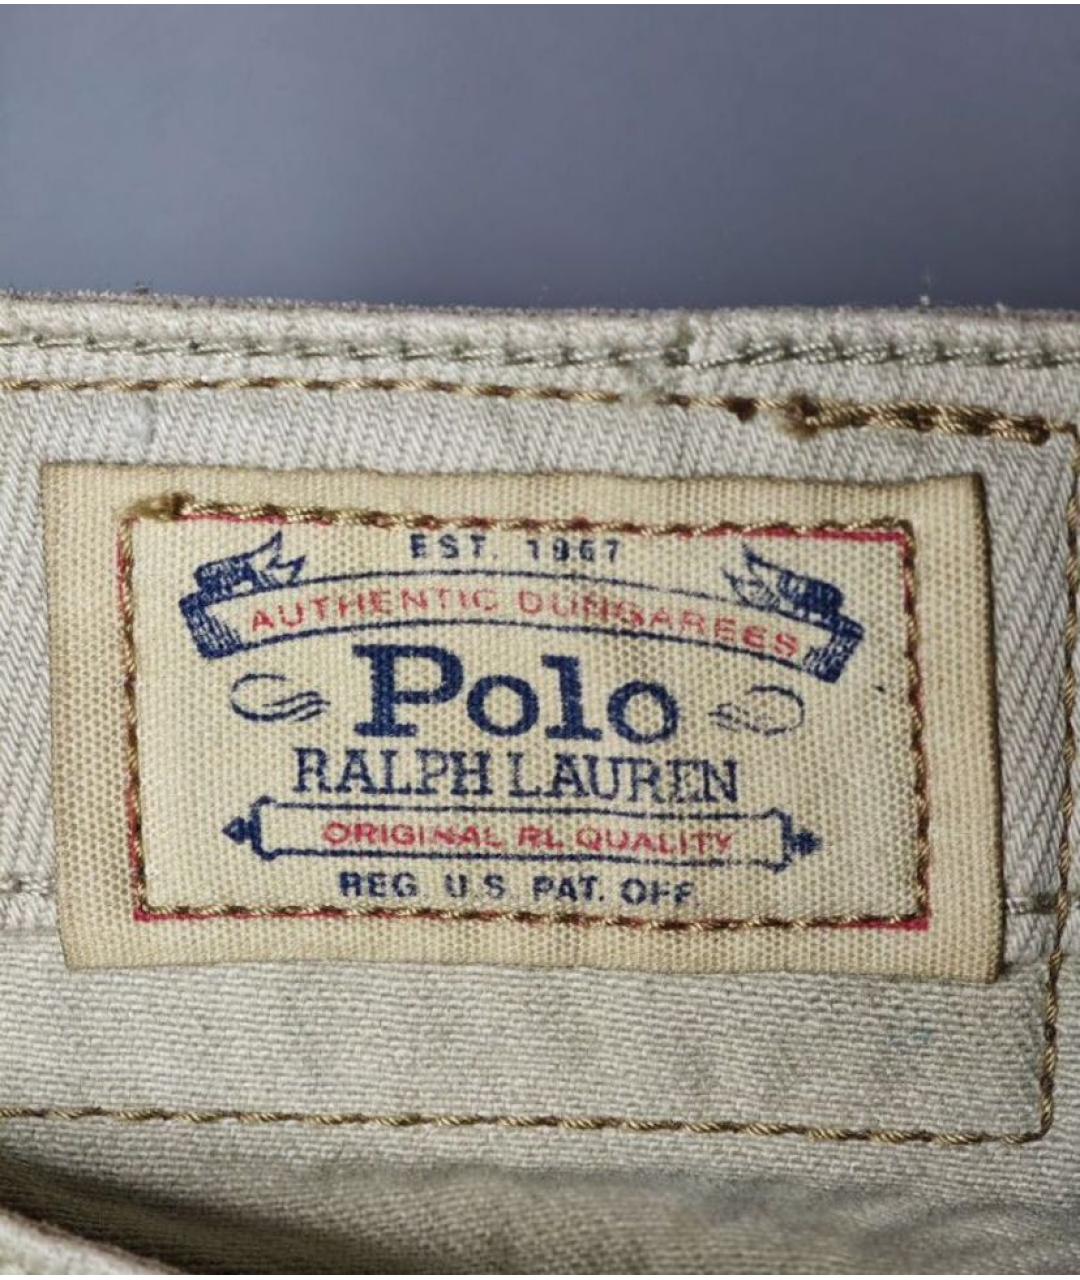 EST. 1967
AUTHENTIC DUNGAREES
Polo
RALPH LAUREN
ORIGINAL RL QUALITY
REG U.S PAT. OFF